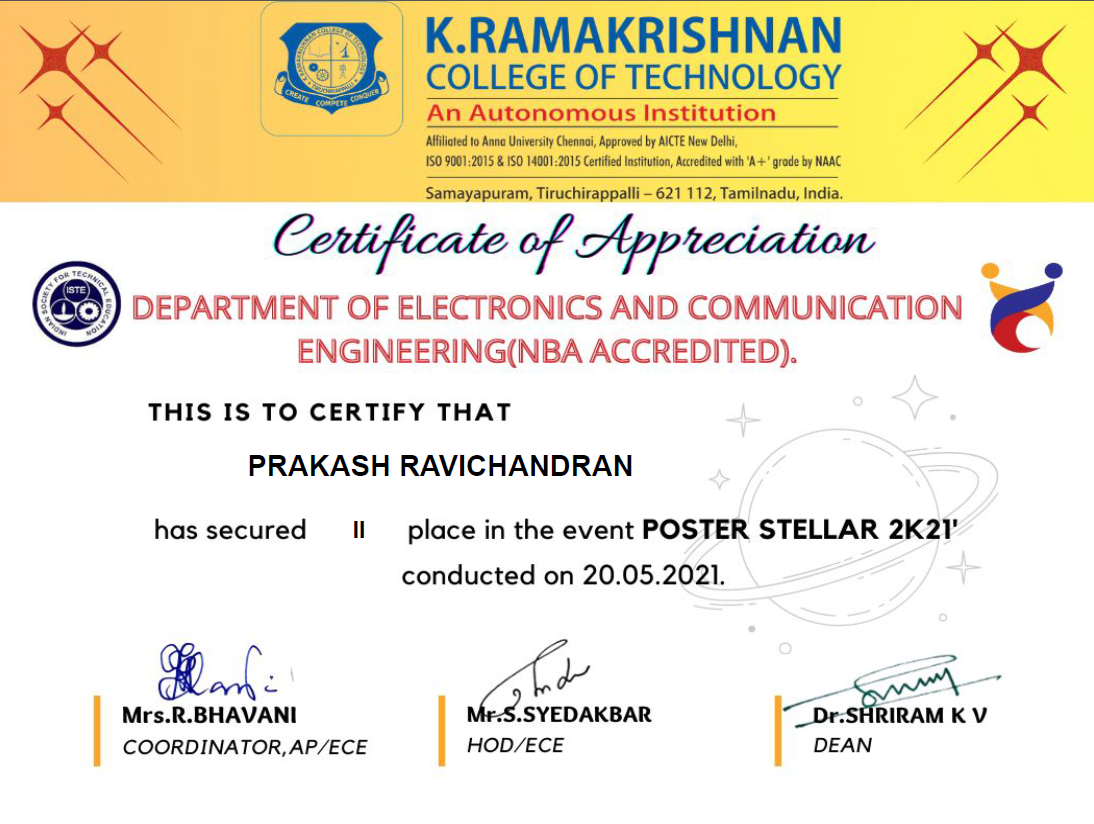 K.RAMAKRISHNAN COLLEGE OF TECHNOLOGY
TIRUCHIRAPPALLI
CREATE COMPETE CONQUER
K.RAMAKRISHNAN
COLLEGE OF TECHNOLOGY
An Autonomous Institution
Affiliated to Anna University Chennai, Approved by AICTE New Delhi,
ISO 9001:2015 & ISO 14001:2015 Certified Institution, Accredited with 'A+' grade by NAAC
Samayapuram, Tiruchirappalli – 621 112, Tamilnadu, India.
Certificate of Appreciation
INDIAN SOCIETY FOR TECHNICAL EDUCATION
ISTE
DEPARTMENT OF ELECTRONICS AND COMMUNICATION
ENGINEERING(NBA ACCREDITED).
THIS IS TO CERTIFY THAT
PRAKASH RAVICHANDRAN
has secured II place in the event POSTER STELLAR 2K21'
conducted on 20.05.2021.
Mrs.R.BHAVANI
COORDINATOR,AP/ECE
Mr.S.SYEDAKBAR
HOD/ECE
Dr.SHRIRAM K V
DEAN